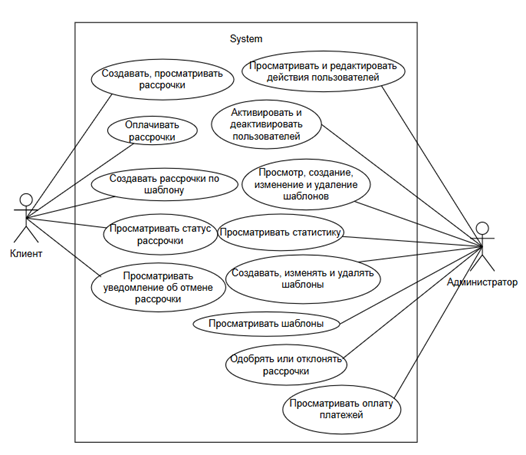 System
Создавать, просматривать
рассрочки
Просматривать и редактировать
действия пользователей
Оплачивать
рассрочки
Активировать и
деактивировать
пользователей
Создавать рассрочки по
шаблону
Просмотр, создание,
изменение и удаление
шаблонов
Просматривать статус
рассрочки
Просматривать статистику
Клиент
Просматривать
уведомление об отмене
рассрочки
Создавать, изменять и удалять
шаблоны
Администратор
Просматривать шаблоны
Одобрять или отклонять
рассрочки
Просматривать оплату
платежей